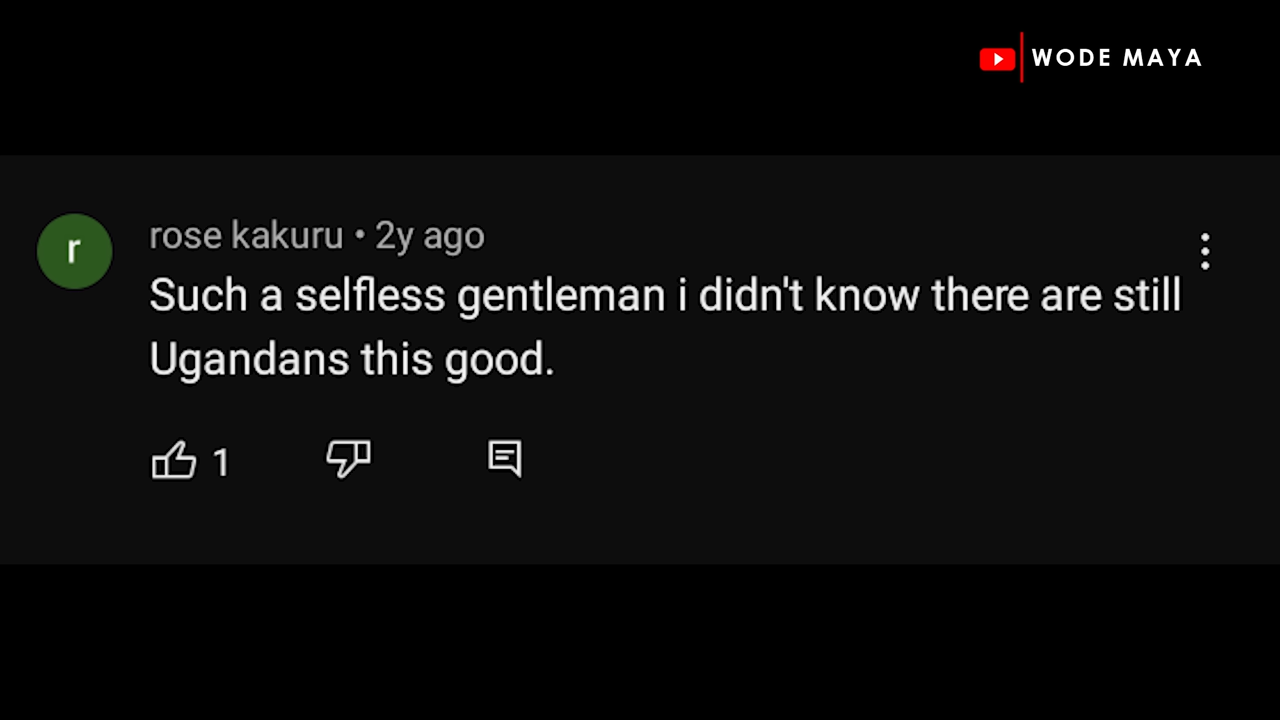 WODE MAYA
r
rose kakuru • 2y ago
Such a selfless gentleman i didn't know there are still
Ugandans this good.
1